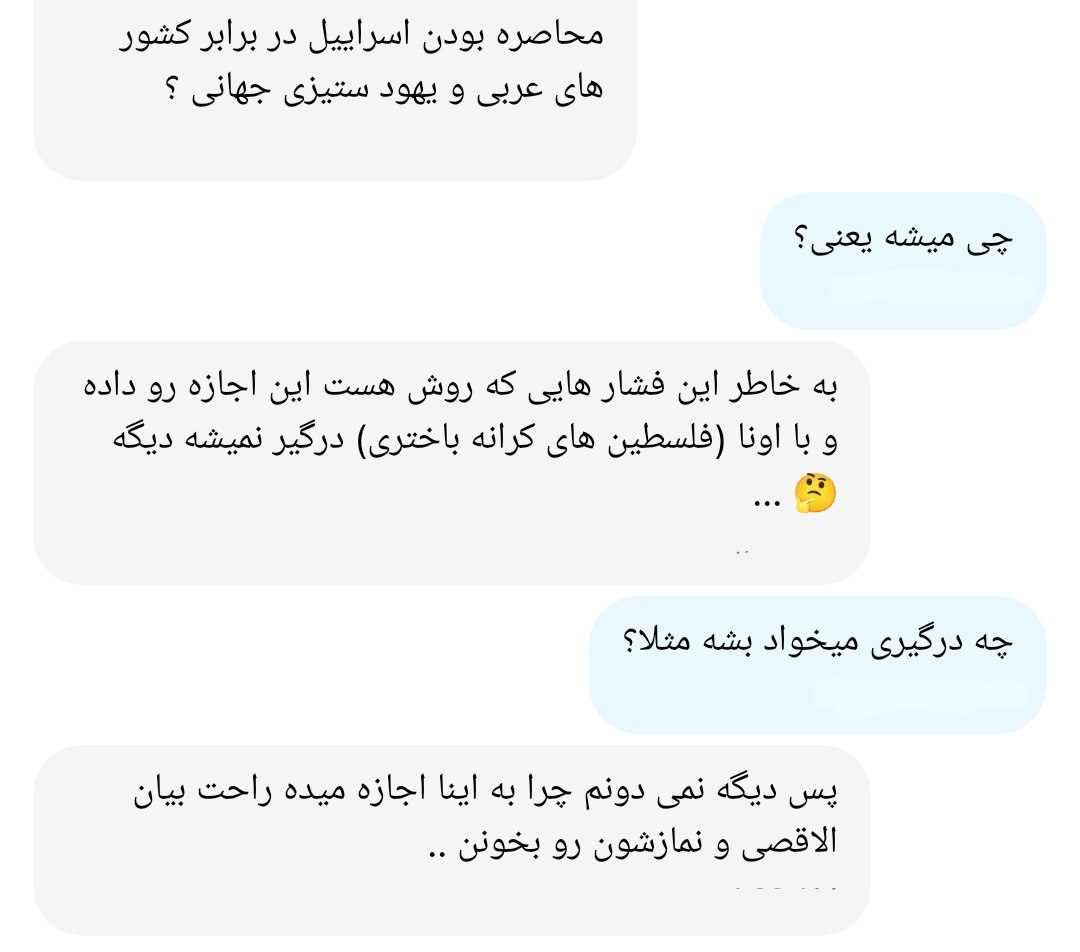 محاصره بودن اسراییل در برابر کشور
های عربی و یهود ستیزی جهانی ؟
چی میشه یعنی؟
به خاطر این فشار هایی که روش هست این اجازه رو داده
و با اونا (فلسطین های کرانه باختری) درگیر نمیشه دیگه
🤔 ...
چه درگیری میخواد بشه مثلا؟
پس دیگه نمی دونم چرا به اینا اجازه میده راحت بیان
الاقصی و نمازشون رو بخونن ..